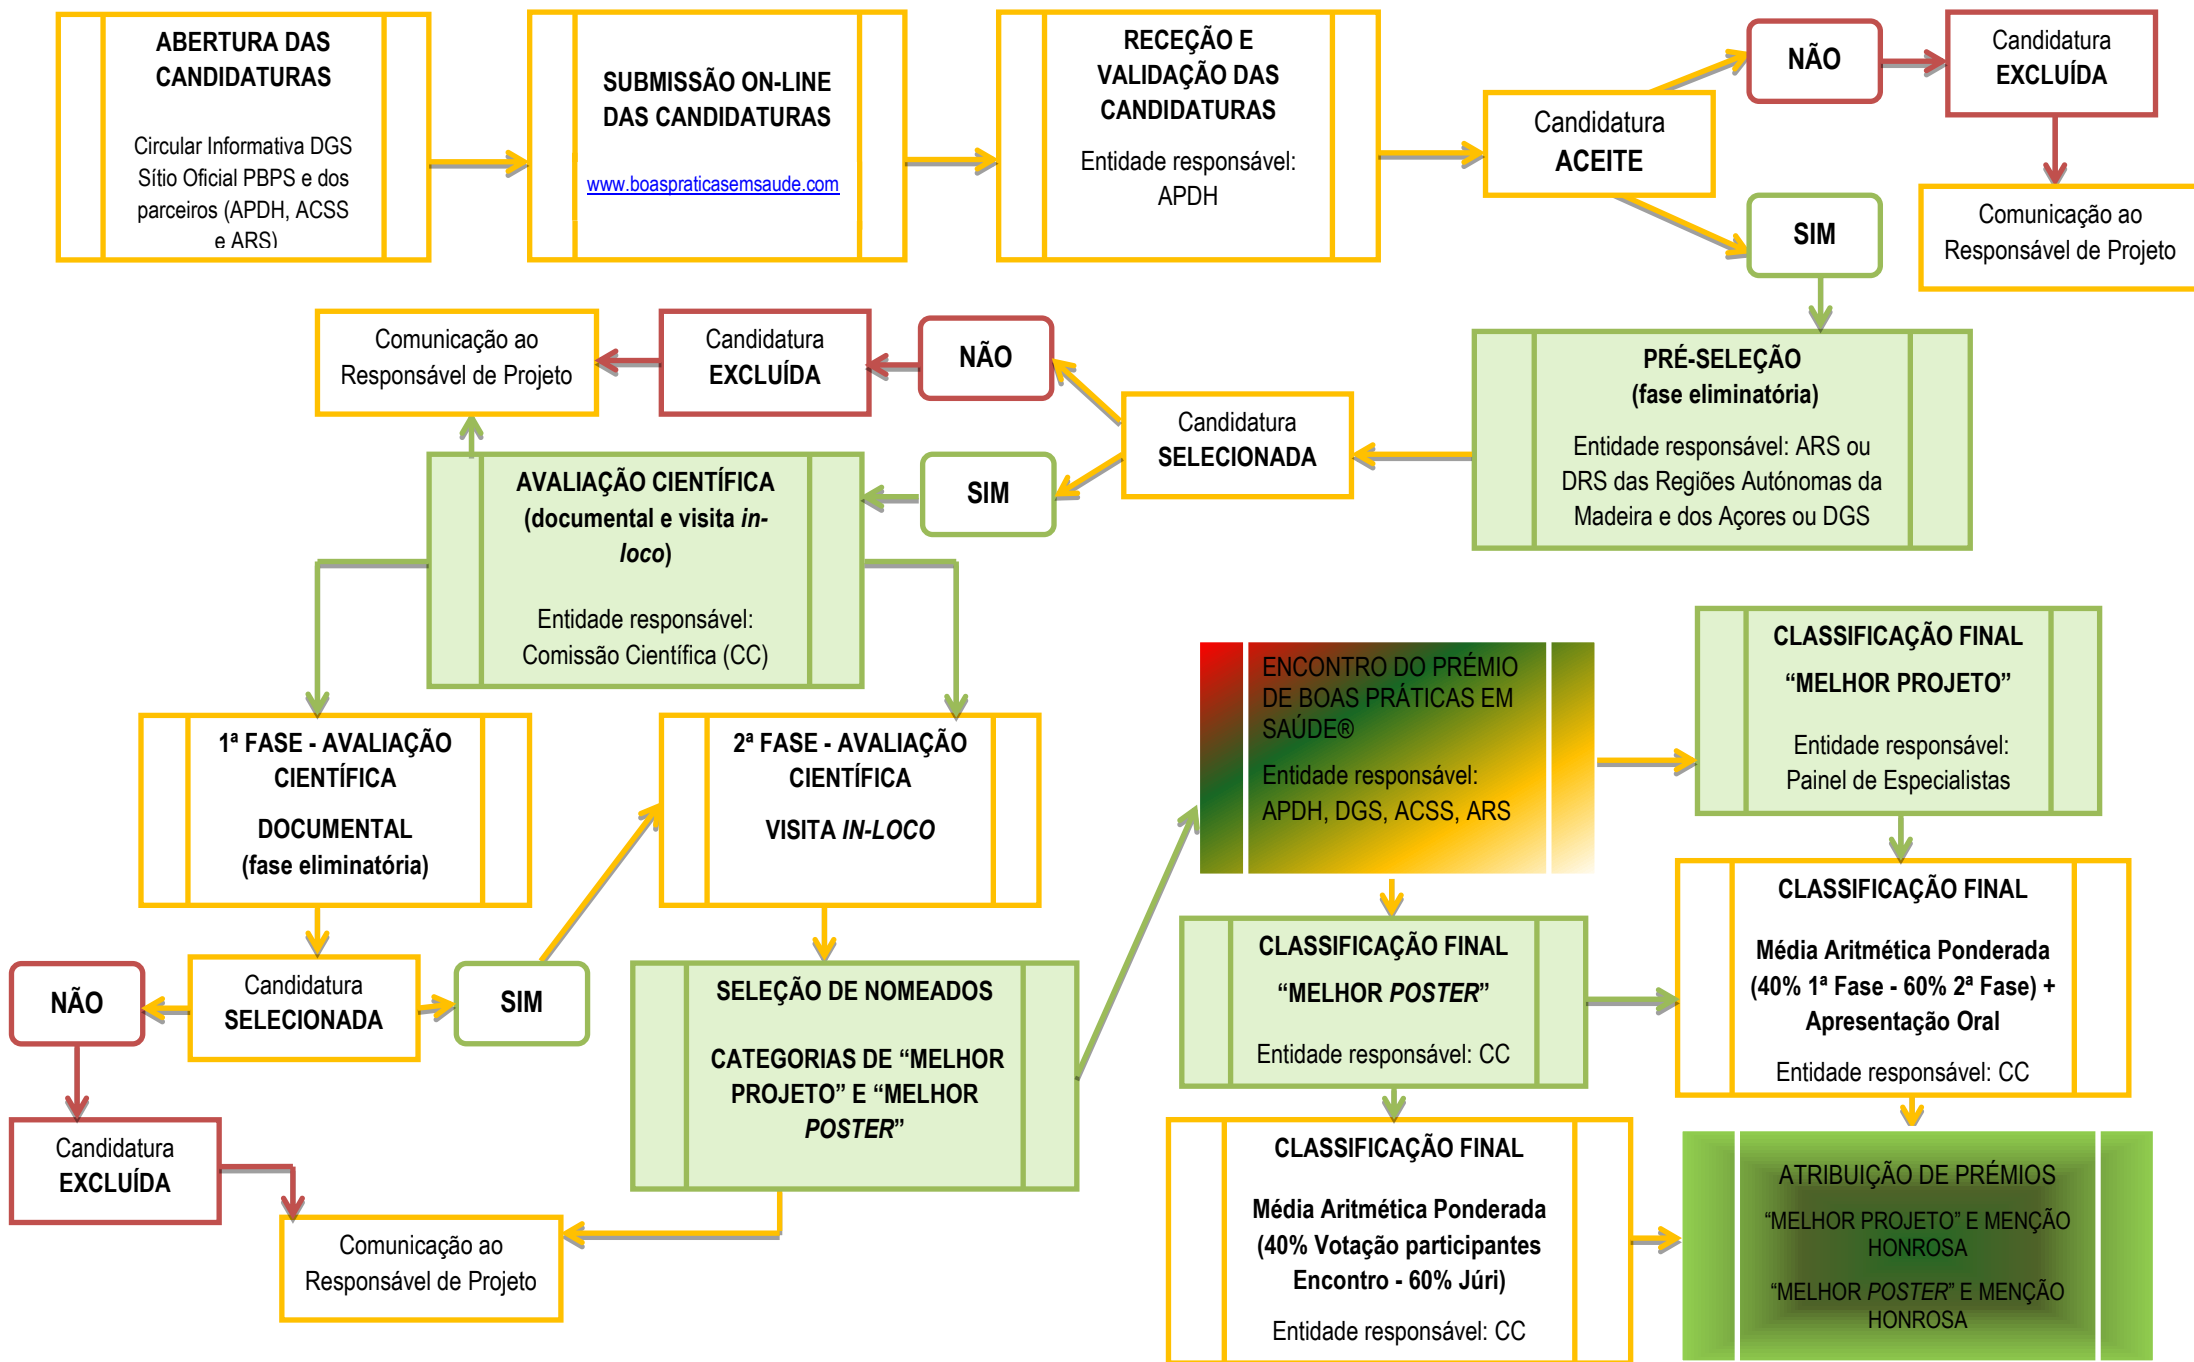 ABERTURA DAS
CANDIDATURAS
Circular Informativa DGS
Sítio Oficial PBPS e dos
parceiros (APDH, ACSS
e ARS)
SUBMISSÃO ON-LINE
DAS CANDIDATURAS
www.boaspraticasemsaude.com
RECEÇÃO E
VALIDAÇÃO DAS
CANDIDATURAS
Entidade responsável:
APDH
Candidatura
ACEITE
NÃO
Candidatura
EXCLUÍDA
Comunicação ao
Responsável de Projeto
SIM
PRÉ-SELEÇÃO
(fase eliminatória)
Entidade responsável: ARS ou
DRS das Regiões Autónomas da
Madeira e dos Açores ou DGS
Candidatura
SELECIONADA
NÃO
Candidatura
EXCLUÍDA
Comunicação ao
Responsável de Projeto
SIM
AVALIAÇÃO CIENTÍFICA
(documental e visita in-
loco)
Entidade responsável:
Comissão Científica (CC)
1ª FASE - AVALIAÇÃO
CIENTÍFICA
DOCUMENTAL
(fase eliminatória)
Candidatura
SELECIONADA
NÃO
Candidatura
EXCLUÍDA
Comunicação ao
Responsável de Projeto
SIM
2ª FASE - AVALIAÇÃO
CIENTÍFICA
VISITA IN-LOCO
SELEÇÃO DE NOMEADOS
CATEGORIAS DE “MELHOR
PROJETO” E “MELHOR
POSTER”
ENCONTRO DO PRÉMIO
DE BOAS PRÁTICAS EM
SAÚDE®
Entidade responsável:
APDH, DGS, ACSS, ARS
CLASSIFICAÇÃO FINAL
“MELHOR PROJETO”
Entidade responsável:
Painel de Especialistas
CLASSIFICAÇÃO FINAL
Média Aritmética Ponderada
(40% 1ª Fase - 60% 2ª Fase) +
Apresentação Oral
Entidade responsável: CC
CLASSIFICAÇÃO FINAL
“MELHOR POSTER”
Entidade responsável: CC
CLASSIFICAÇÃO FINAL
Média Aritmética Ponderada
(40% Votação participantes
Encontro - 60% Júri)
Entidade responsável: CC
ATRIBUIÇÃO DE PRÉMIOS
“MELHOR PROJETO” E MENÇÃO
HONROSA
“MELHOR POSTER” E MENÇÃO
HONROSA